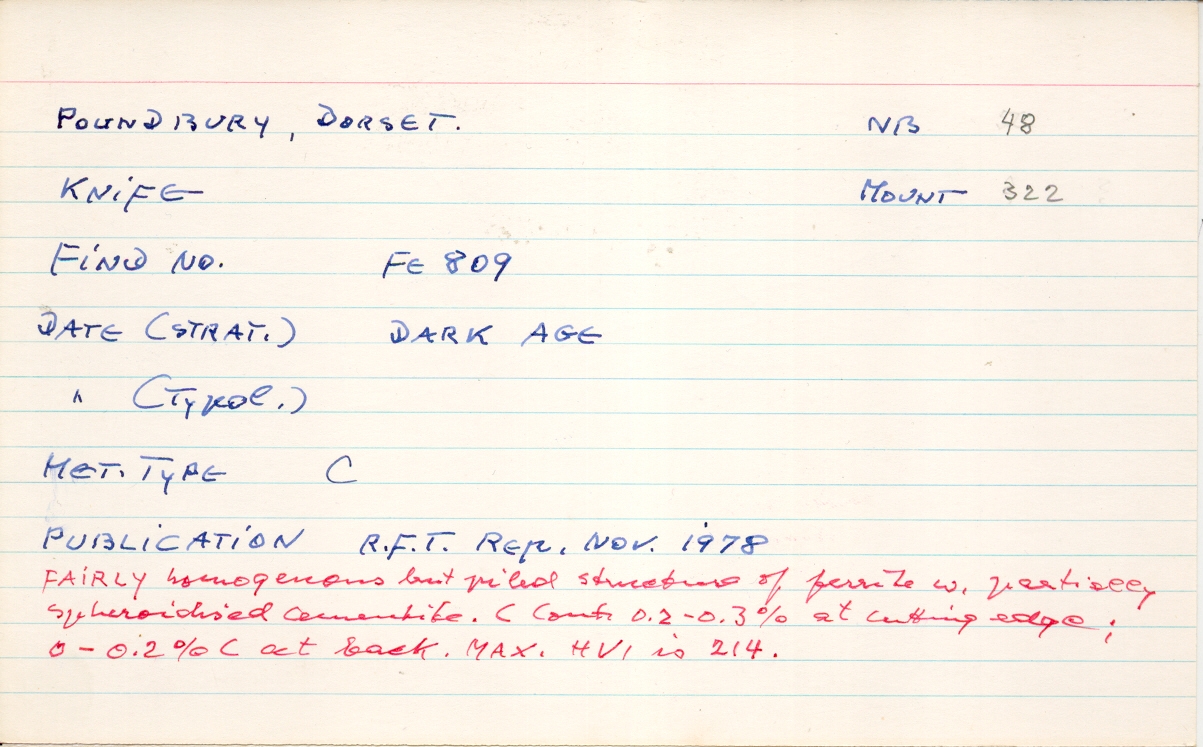 POUNDBURY, DORSET. NB 48
KNiFE MOUNT 322
FiND NO. FE 809
DATE (STRAT.) DARK AGE
" (Typol.)
MET. TYPE C
PUBLiCATiON R.F.T. Rep. NOV. 1978
FAIRLY homogenous but piled structure of ferrite w. partially
spheroidised cementite. C Cont. 0.2-0.3% at cutting edge;
0-0.2% C at back. MAX. HV1 is 214.